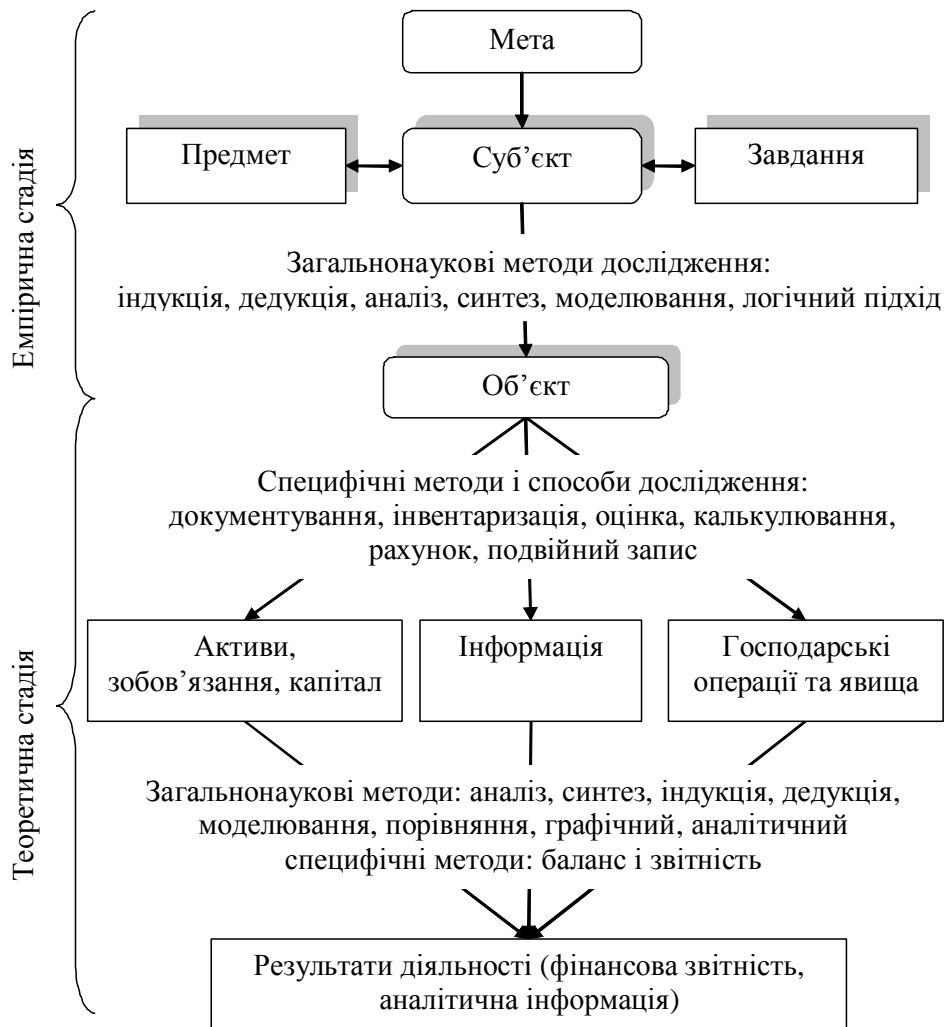 Мета
Предмет
Суб’єкт
Завдання
Емпірична стадія
Загальнонаукові методи дослідження:
індукція, дедукція, аналіз, синтез, моделювання, логічний підхід
Об’єкт
Специфічні методи і способи дослідження:
документування, інвентаризація, оцінка, калькулювання,
рахунок, подвійний запис
Теоретична стадія
Активи,
зобов’язання, капітал
Інформація
Господарські
операції та явища
Загальнонаукові методи: аналіз, синтез, індукція, дедукція,
моделювання, порівняння, графічний, аналітичний
специфічні методи: баланс і звітність
Результати діяльності (фінансова звітність,
аналітична інформація)